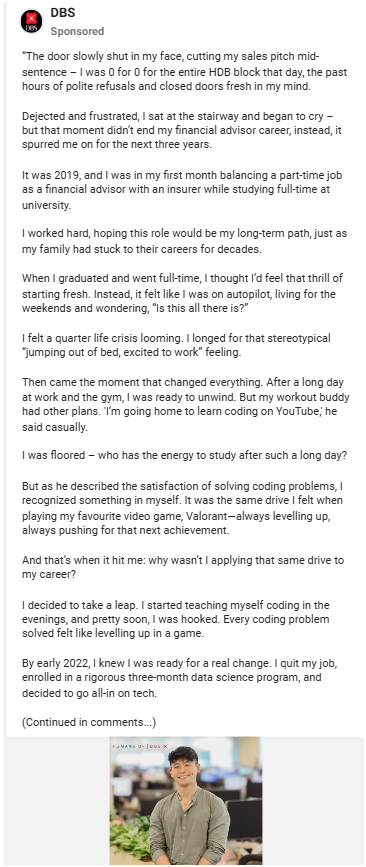 DBS
DBS
Sponsored
"The door slowly shut in my face, cutting my sales pitch mid-
sentence – I was 0 for 0 for the entire HDB block that day, the past
hours of polite refusals and closed doors fresh in my mind.
Dejected and frustrated, I sat at the stairway and began to cry –
but that moment didn't end my financial advisor career, instead, it
spurred me on for the next three years.
It was 2019, and I was in my first month balancing a part-time job
as a financial advisor with an insurer while studying full-time at
university.
I worked hard, hoping this role would be my long-term path, just as
my family had stuck to their careers for decades.
When I graduated and went full-time, I thought I'd feel that thrill of
starting fresh. Instead, it felt like I was on autopilot, living for the
weekends and wondering, "Is this all there is?"
I felt a quarter life crisis looming. I longed for that stereotypical
"jumping out of bed, excited to work" feeling.
Then came the moment that changed everything. After a long day
at work and the gym, I was ready to unwind. But my workout buddy
had other plans. 'I'm going home to learn coding on YouTube,' he
said casually.
I was floored – who has the energy to study after such a long day?
But as he described the satisfaction of solving coding problems, I
recognized something in myself. It was the same drive I felt when
playing my favourite video game, Valorant—always levelling up,
always pushing for that next achievement.
And that's when it hit me: why wasn't I applying that same drive to
my career?
I decided to take a leap. I started teaching myself coding in the
evenings, and pretty soon, I was hooked. Every coding problem
solved felt like levelling up in a game.
By early 2022, I knew I was ready for a real change. I quit my job,
enrolled in a rigorous three-month data science program, and
decided to go all-in on tech.
(Continued in comments...)
HUMANS OF | DBS